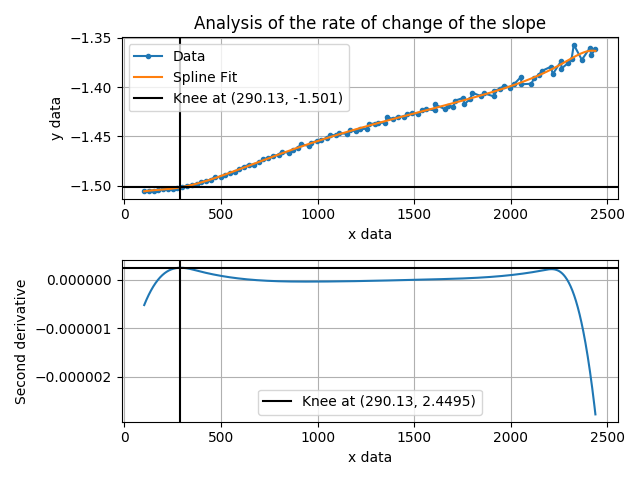 Analysis of the rate of change of the slope
−1.35
−1.40
−1.45
−1.50
y data
Data
Spline Fit
Knee at (290.13, -1.501)
0
500
1000
1500
2000
2500
x data
0.000000
−0.000001
−0.000002
Second derivative
Knee at (290.13, 2.4495)
0
500
1000
1500
2000
2500
x data